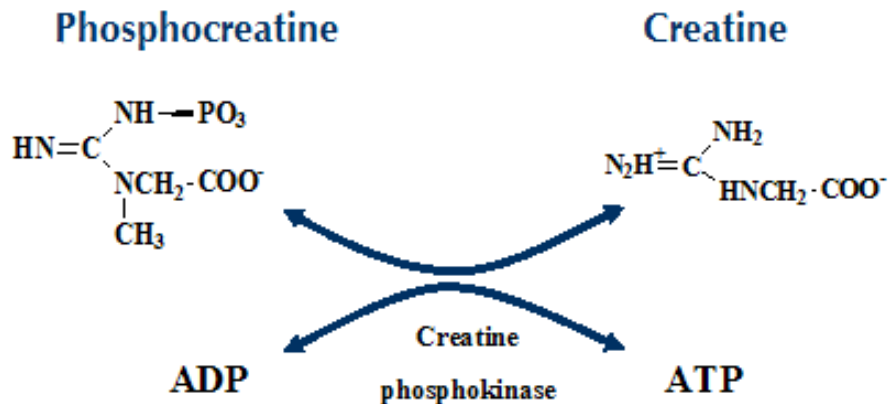 Phosphocreatine
Creatine
NH—PO₃
HN=C
NCH₂-COO⁻
CH₃
NH₂
N₂H⁺=C
HNCH₂-COO⁻
Creatine
phosphokinase
ADP
ATP